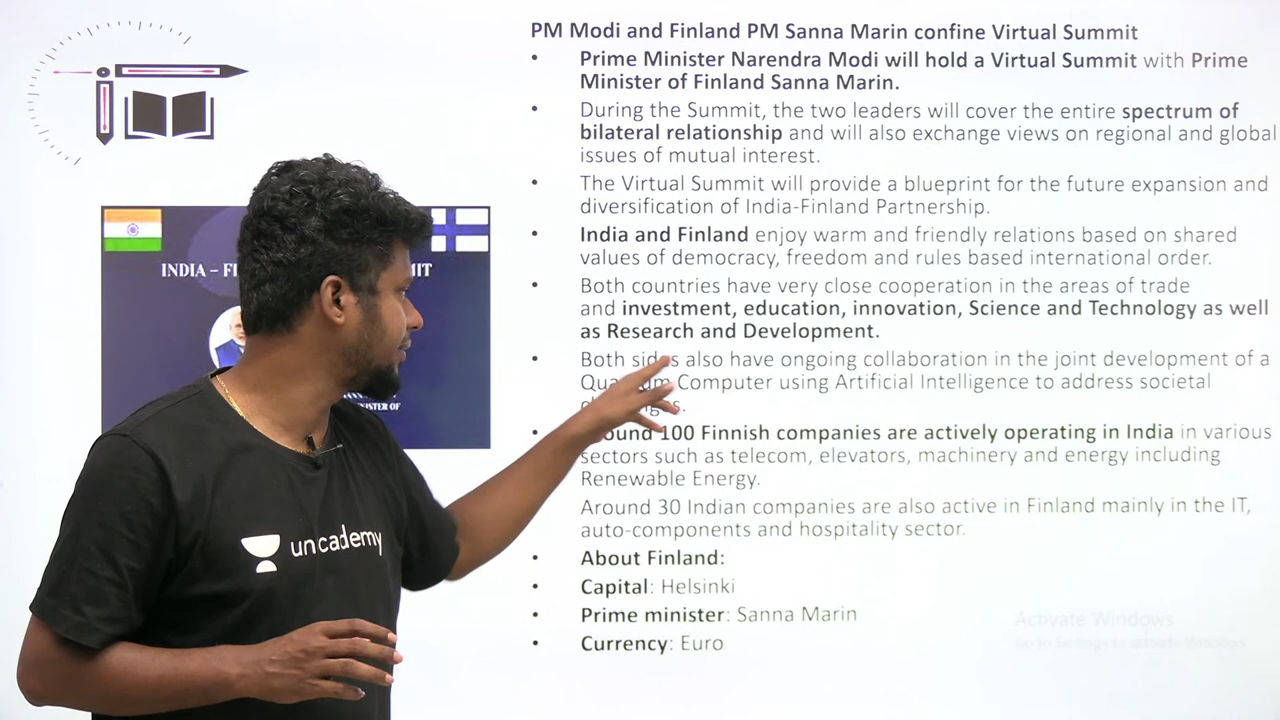 PM Modi and Finland PM Sanna Marin confine Virtual Summit
• Prime Minister Narendra Modi will hold a Virtual Summit with Prime
Minister of Finland Sanna Marin.
• During the Summit, the two leaders will cover the entire spectrum of
bilateral relationship and will also exchange views on regional and global
issues of mutual interest.
• The Virtual Summit will provide a blueprint for the future expansion and
diversification of India-Finland Partnership.
• India and Finland enjoy warm and friendly relations based on shared
values of democracy, freedom and rules based international order.
• Both countries have very close cooperation in the areas of trade
and investment, education, innovation, Science and Technology as well
as Research and Development.
• Both sides also have ongoing collaboration in the joint development of a
Computer using Artificial Intelligence to address societal
• 100 Finnish companies are actively operating in India in various
sectors such as telecom, elevators, machinery and energy including
Renewable Energy.
Around 30 Indian companies are also active in Finland mainly in the IT,
auto-components and hospitality sector.
• About Finland:
• Capital: Helsinki
• Prime minister: Sanna Marin
• Currency: Euro
INDIA –
OF
unacademy
Activate Windows
Go to Settings to activate Windows.